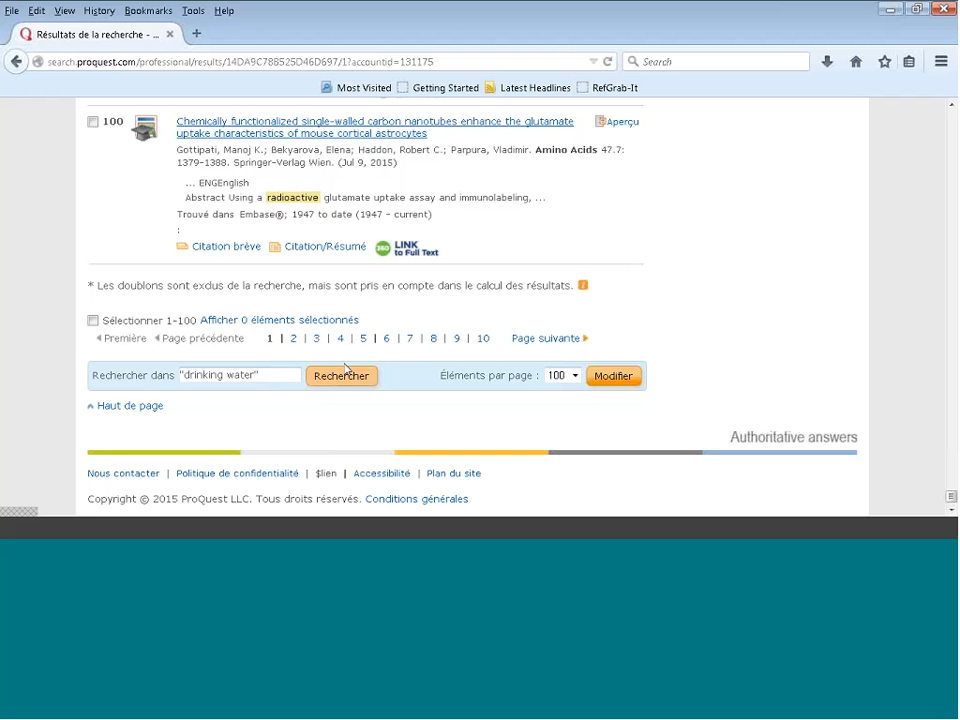 File Edit View History Bookmarks Tools Help
Résultats de la recherche - ... × +
search.proquest.com/professional/results/14DA9C788525D46D697/1?accountid=131175 Search
Most Visited Getting Started Latest Headlines RefGrab-It
100 Chemically functionalized single-walled carbon nanotubes enhance the glutamate Aperçu
uptake characteristics of mouse cortical astrocytes
Gottipati, Manoj K.; Bekyarova, Elena; Haddon, Robert C.; Parpura, Vladimir. Amino Acids 47.7:
1379-1388. Springer-Verlag Wien. (Jul 9, 2015)
... ENGEnglish
Abstract Using a radioactive glutamate uptake assay and immunolabeling, ...
Trouvé dans Embase®; 1947 to date (1947 - current)
:
Citation brève Citation/Résumé 360 LINK
to Full Text
* Les doublons sont exclus de la recherche, mais sont pris en compte dans le calcul des résultats. i
Sélectionner 1-100 Afficher 0 éléments sélectionnés
Première Page précédente 1 | 2 | 3 | 4 | 5 | 6 | 7 | 8 | 9 | 10 Page suivante
Rechercher dans "drinking water" Rechercher Éléments par page : 100 Modifier
Haut de page
Authoritative answers
Nous contacter | Politique de confidentialité | $lien | Accessibilité | Plan du site
Copyright © 2015 ProQuest LLC. Tous droits réservés. Conditions générales